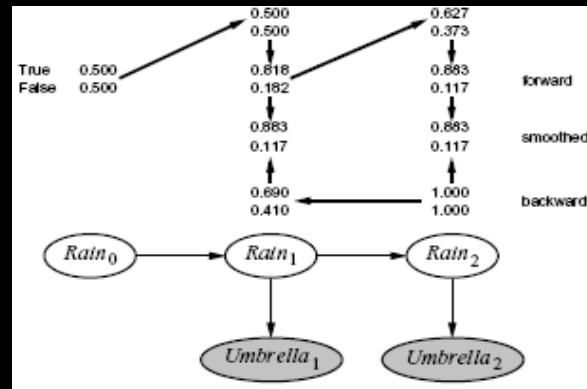 0.500 0.627
0.500 0.373
True 0.500 0.818 0.883
False 0.500 0.182 0.117 forward
0.883 0.883
0.117 0.117 smoothed
0.690 1.000
0.410 1.000 backward
Rain0 Rain1 Rain2
Umbrella1 Umbrella2